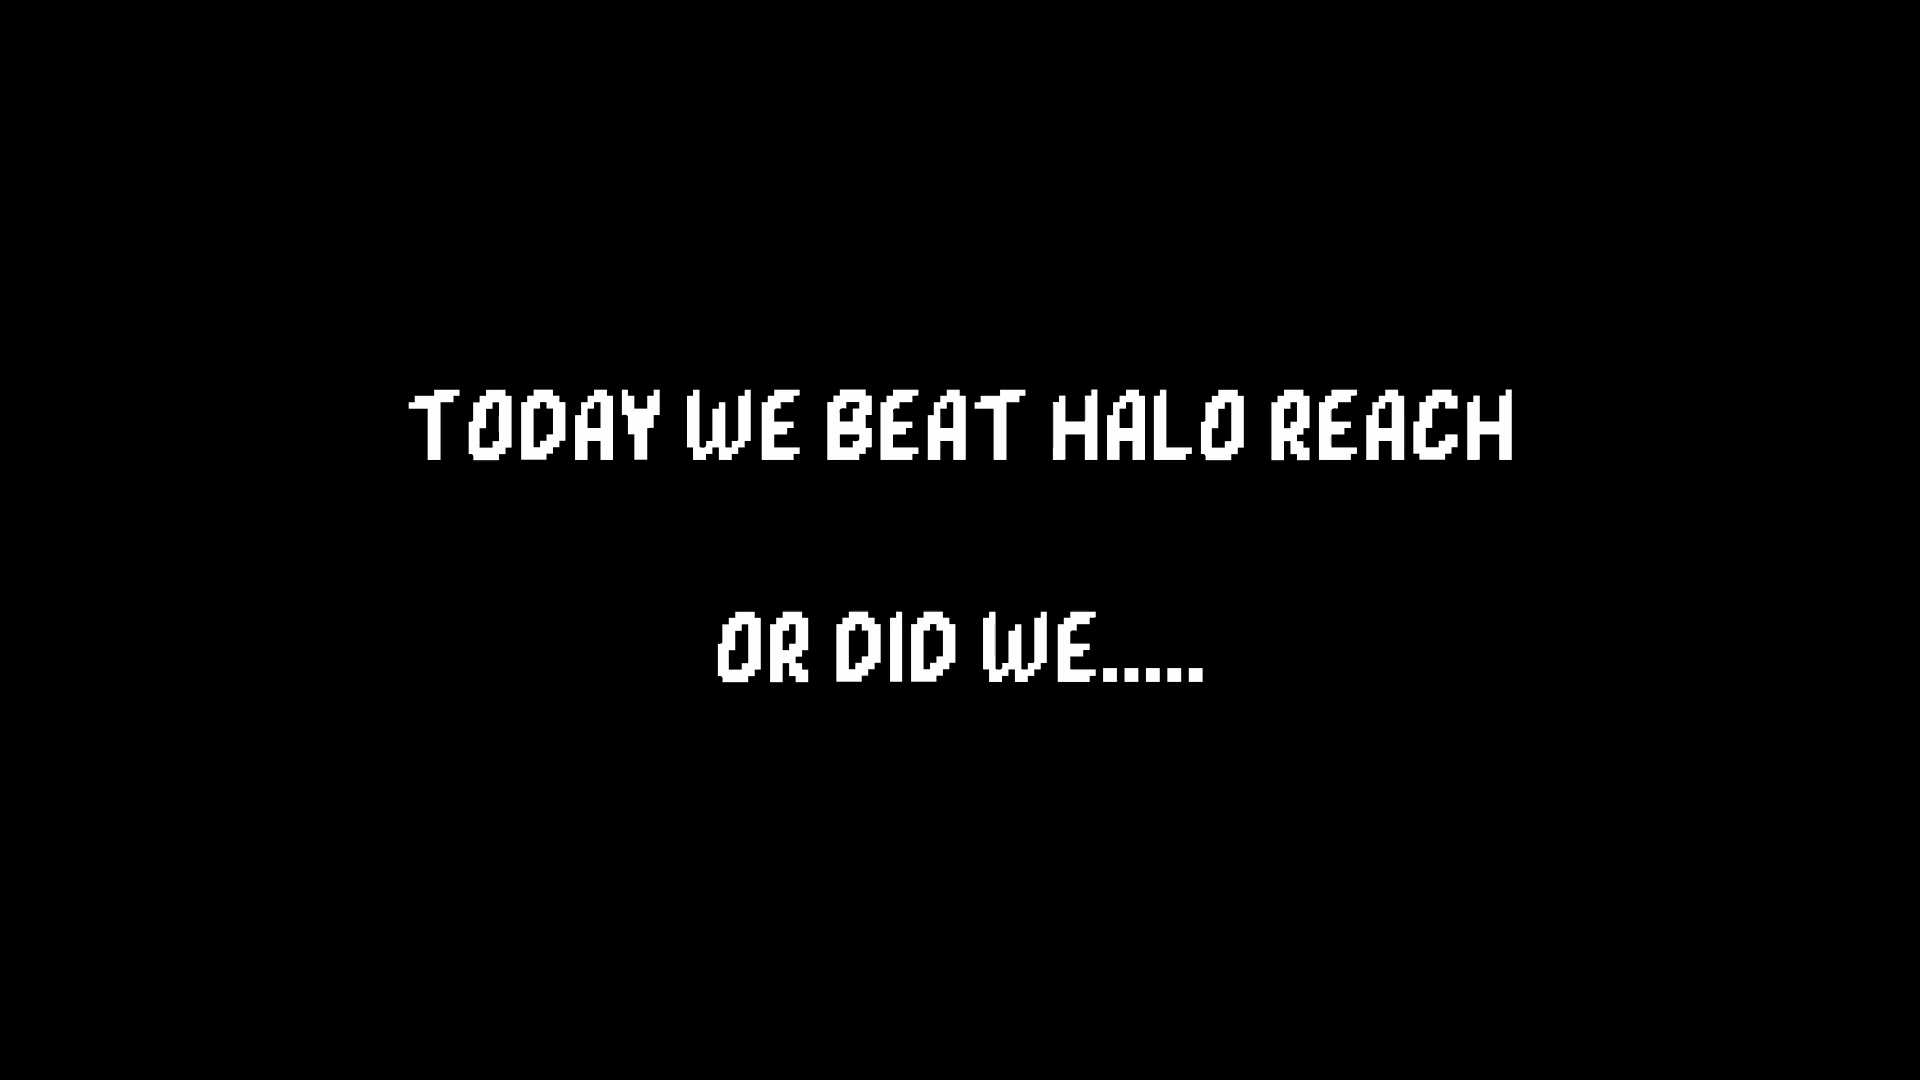 TODAY WE BEAT HALO REACH
OR DID WE.....